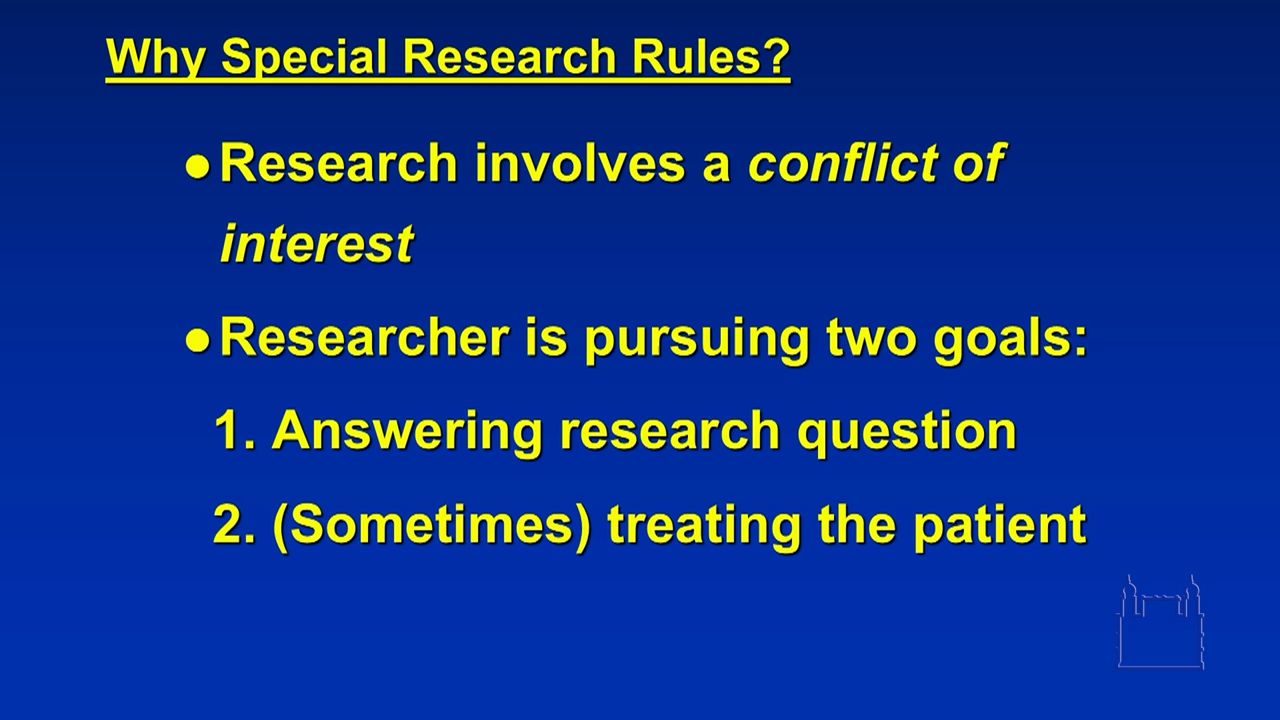 Why Special Research Rules?
● Research involves a conflict of
interest
● Researcher is pursuing two goals:
1. Answering research question
2. (Sometimes) treating the patient